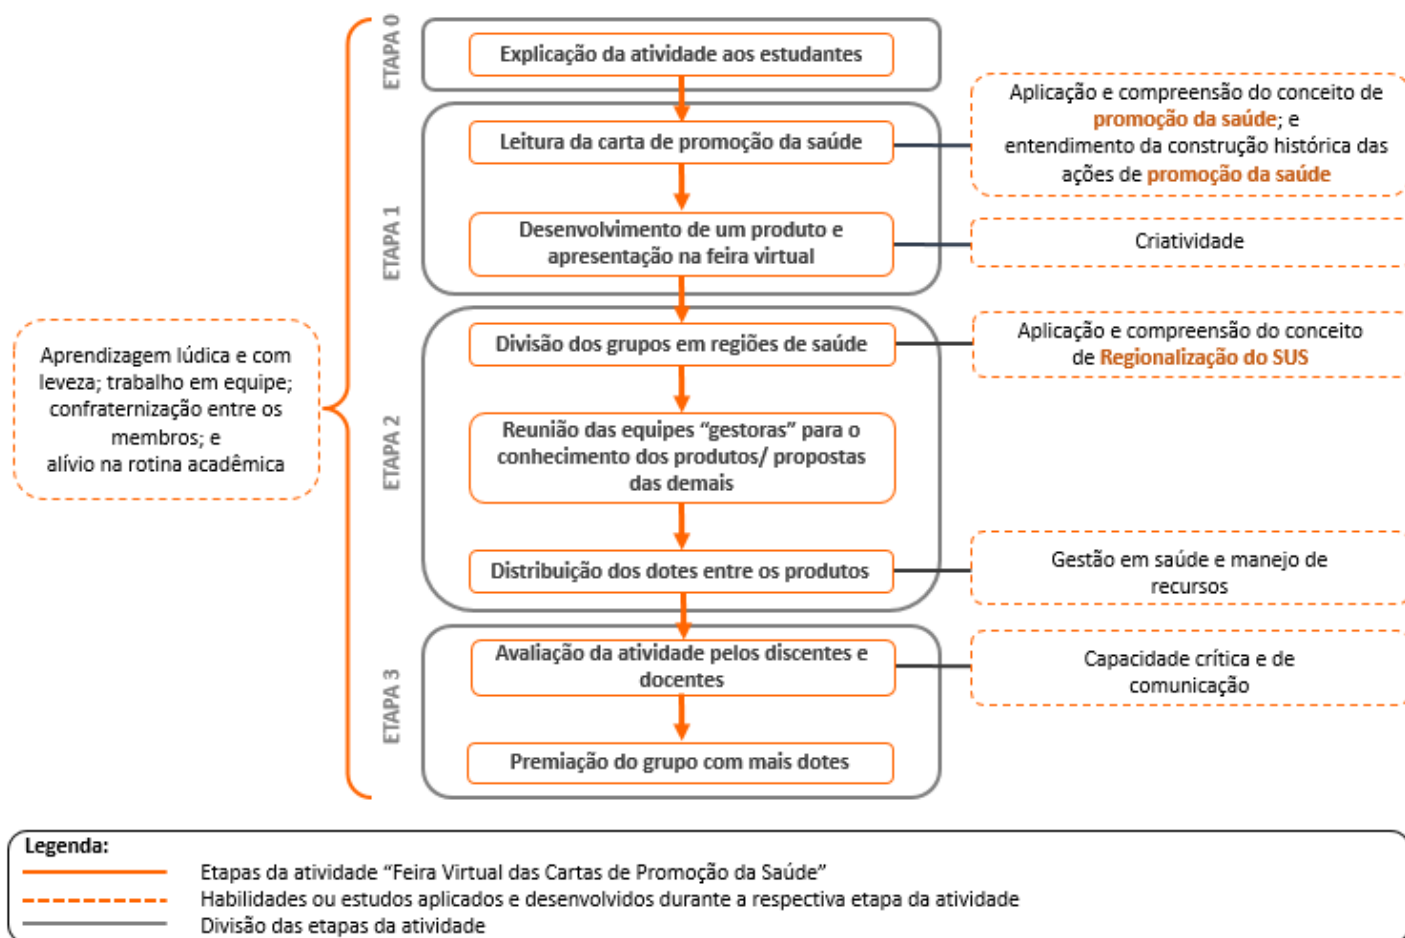 ETAPA 0
Explicação da atividade aos estudantes
ETAPA 1
Leitura da carta de promoção da saúde
Aplicação e compreensão do conceito de
promoção da saúde; e
entendimento da construção histórica das
ações de promoção da saúde
Desenvolvimento de um produto e
apresentação na feira virtual
Criatividade
ETAPA 2
Divisão dos grupos em regiões de saúde
Aplicação e compreensão do conceito
de Regionalização do SUS
Aprendizagem lúdica e com
leveza; trabalho em equipe;
confraternização entre os
membros; e
alívio na rotina acadêmica
Reunião das equipes “gestoras” para o
conhecimento dos produtos/ propostas
das demais
Distribuição dos dotes entre os produtos
Gestão em saúde e manejo de
recursos
ETAPA 3
Avaliação da atividade pelos discentes e
docentes
Capacidade crítica e de
comunicação
Premiação do grupo com mais dotes
Legenda:
Etapas da atividade “Feira Virtual das Cartas de Promoção da Saúde”
Habilidades ou estudos aplicados e desenvolvidos durante a respectiva etapa da atividade
Divisão das etapas da atividade